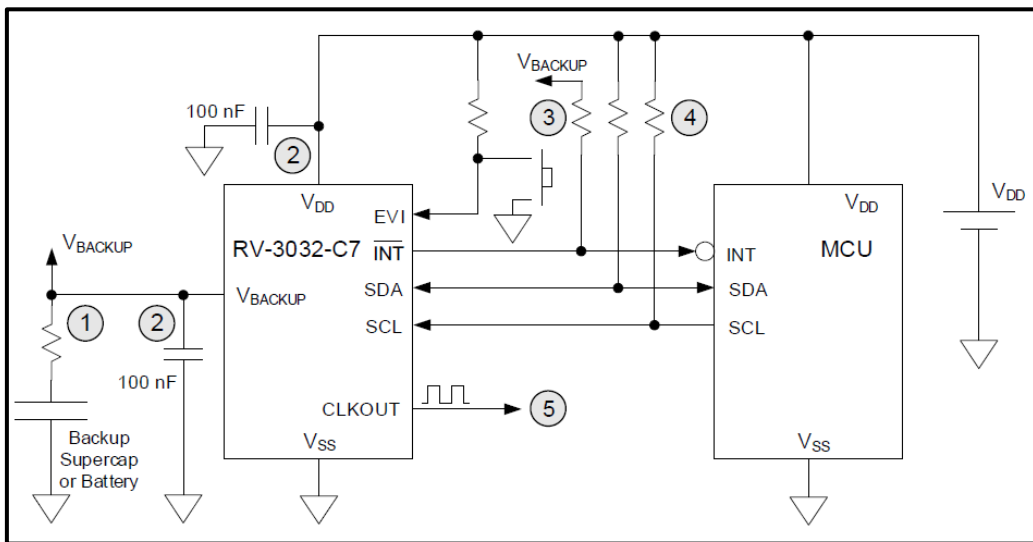 VBACKUP
100 nF
3
4
2
VDD
VDD
VDD
EVI
RV-3032-C7
INT
INT
MCU
VBACKUP
VBACKUP
SDA
SDA
1
2
SCL
SCL
100 nF
CLKOUT
5
Backup
Supercap
or Battery
VSS
VSS